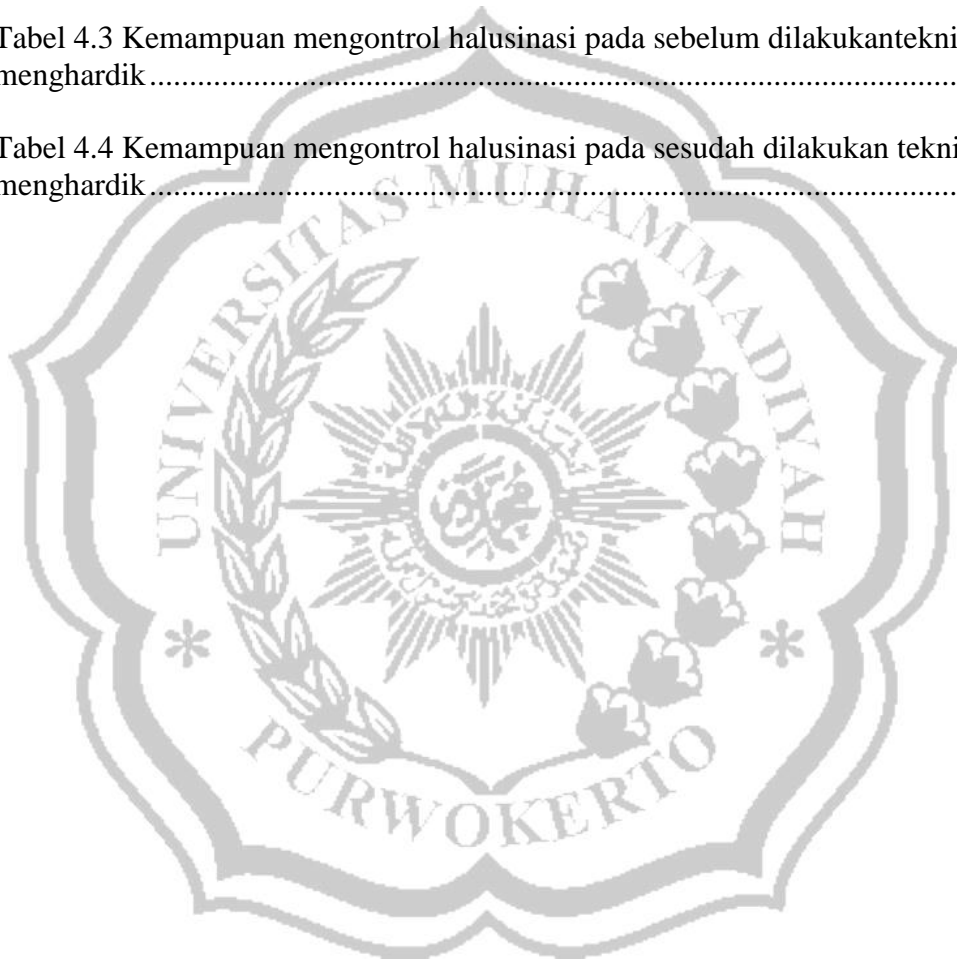 Tabel 4.3 Kemampuan mengontrol halusinasi pada sebelum dilakukantekni
menghardik.......................................................................................................
Tabel 4.4 Kemampuan mengontrol halusinasi pada sesudah dilakukan tekni
menghardik.......................................................................................................
UNIVERSITAS MUHAMMADIYAH
PURWOKERTO